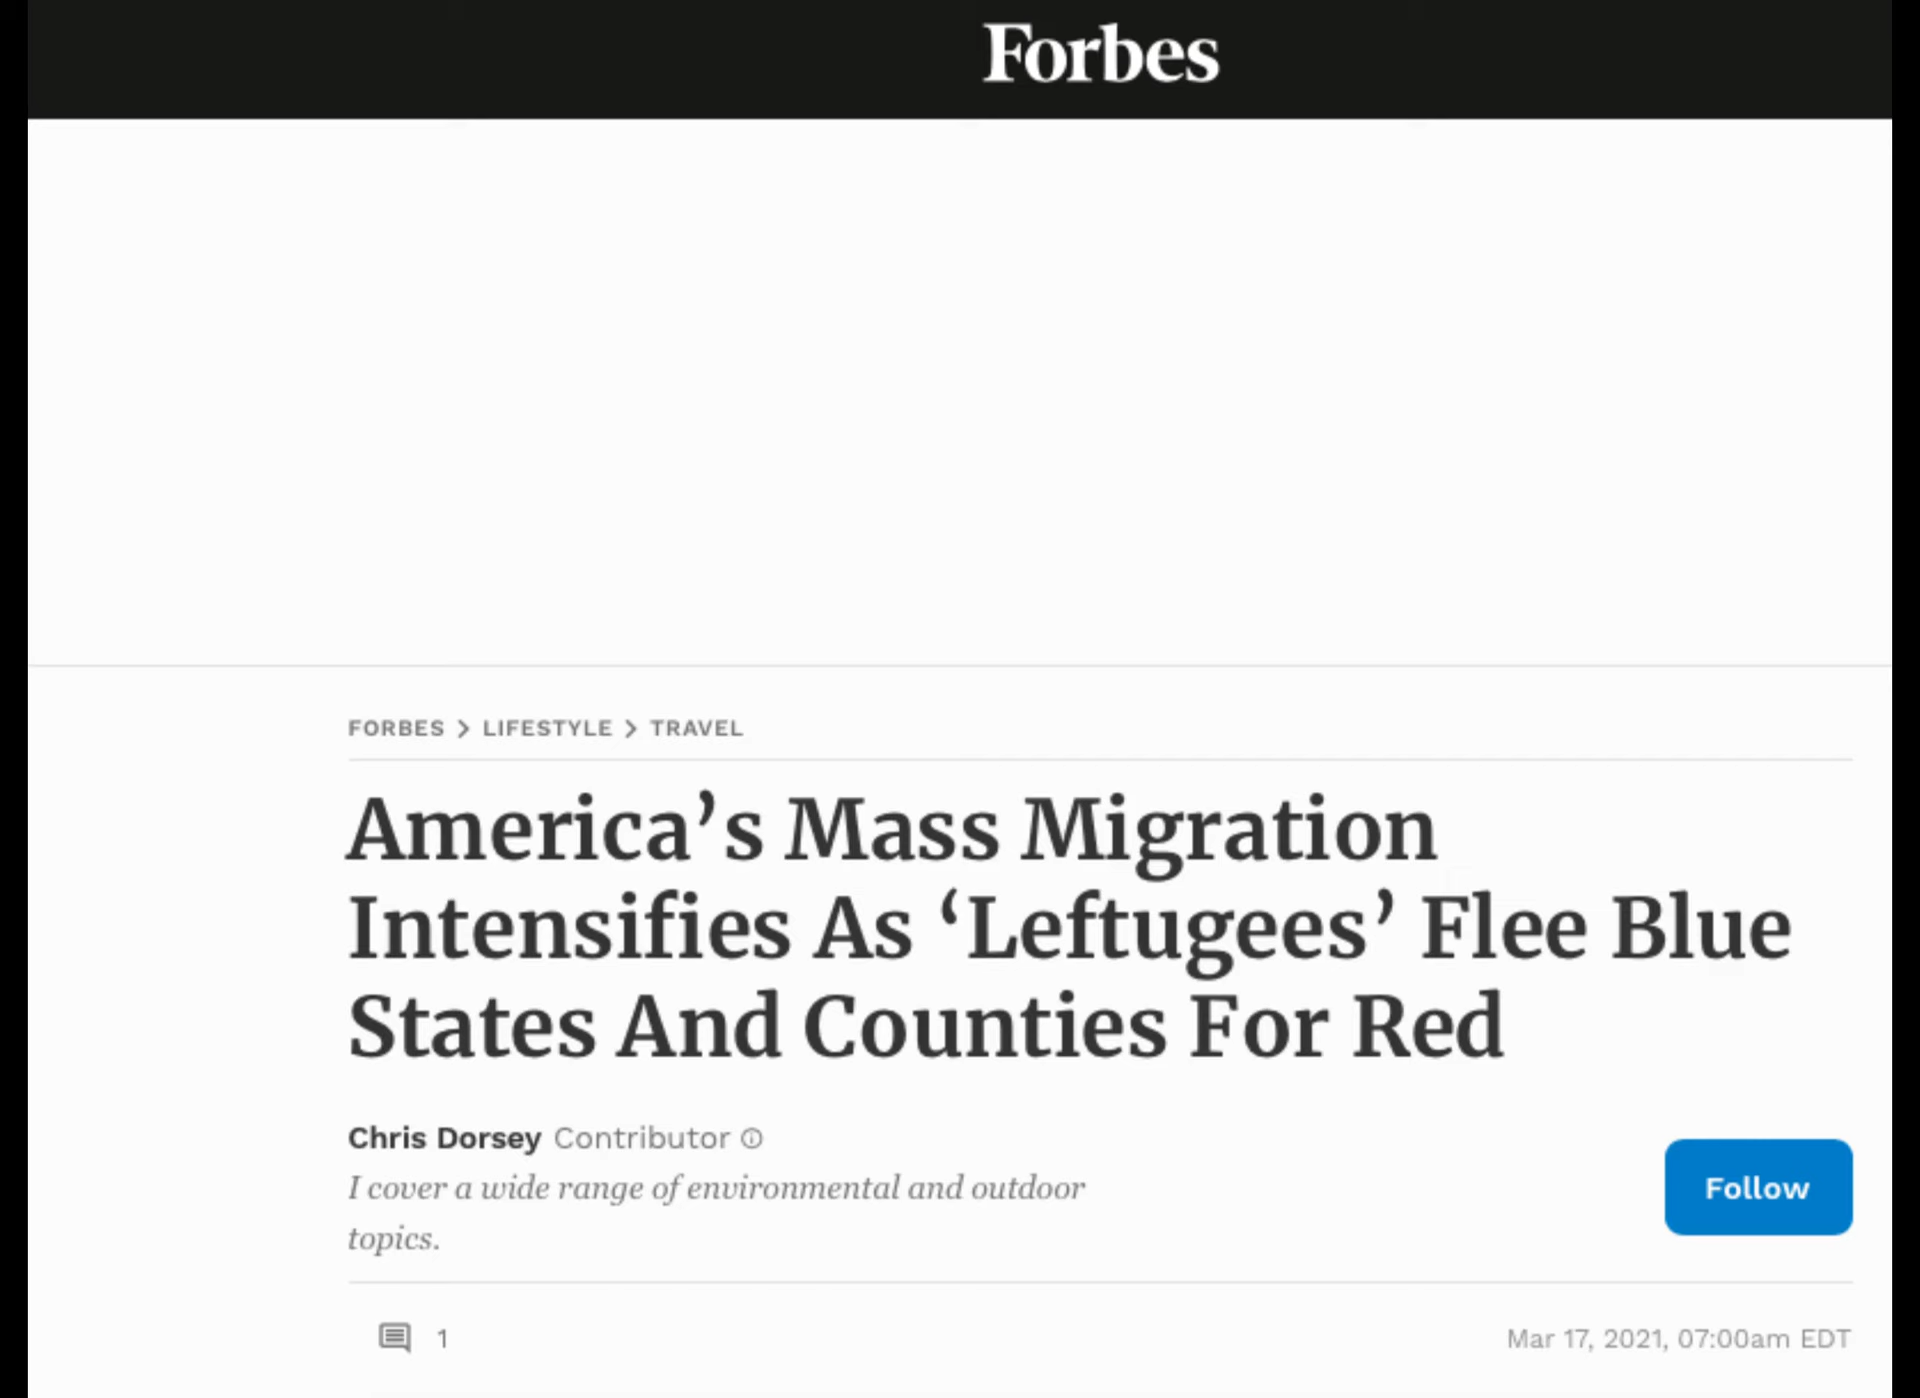 Forbes
FORBES > LIFESTYLE > TRAVEL
America’s Mass Migration
Intensifies As ‘Leftugees’ Flee Blue
States And Counties For Red
Chris Dorsey Contributor
I cover a wide range of environmental and outdoor
topics.
Follow
1
Mar 17, 2021, 07:00am EDT